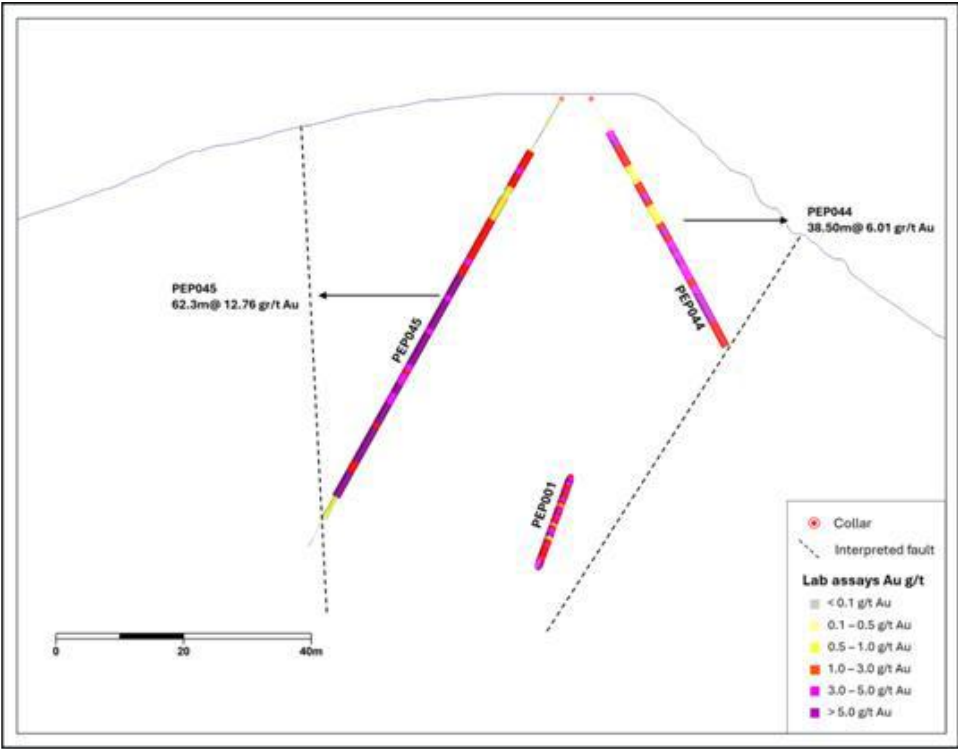 PEP044
38.50m@ 6.01 gr/t Au
PEP045
62.3m@ 12.76 gr/t Au
PEP045
PEP044
PEP001
Collar
Interpreted fault
Lab assays Au g/t
< 0.1 g/t Au
0.1 – 0.5 g/t Au
0.5 – 1.0 g/t Au
1.0 – 3.0 g/t Au
3.0 – 5.0 g/t Au
> 5.0 g/t Au
0 20 40m